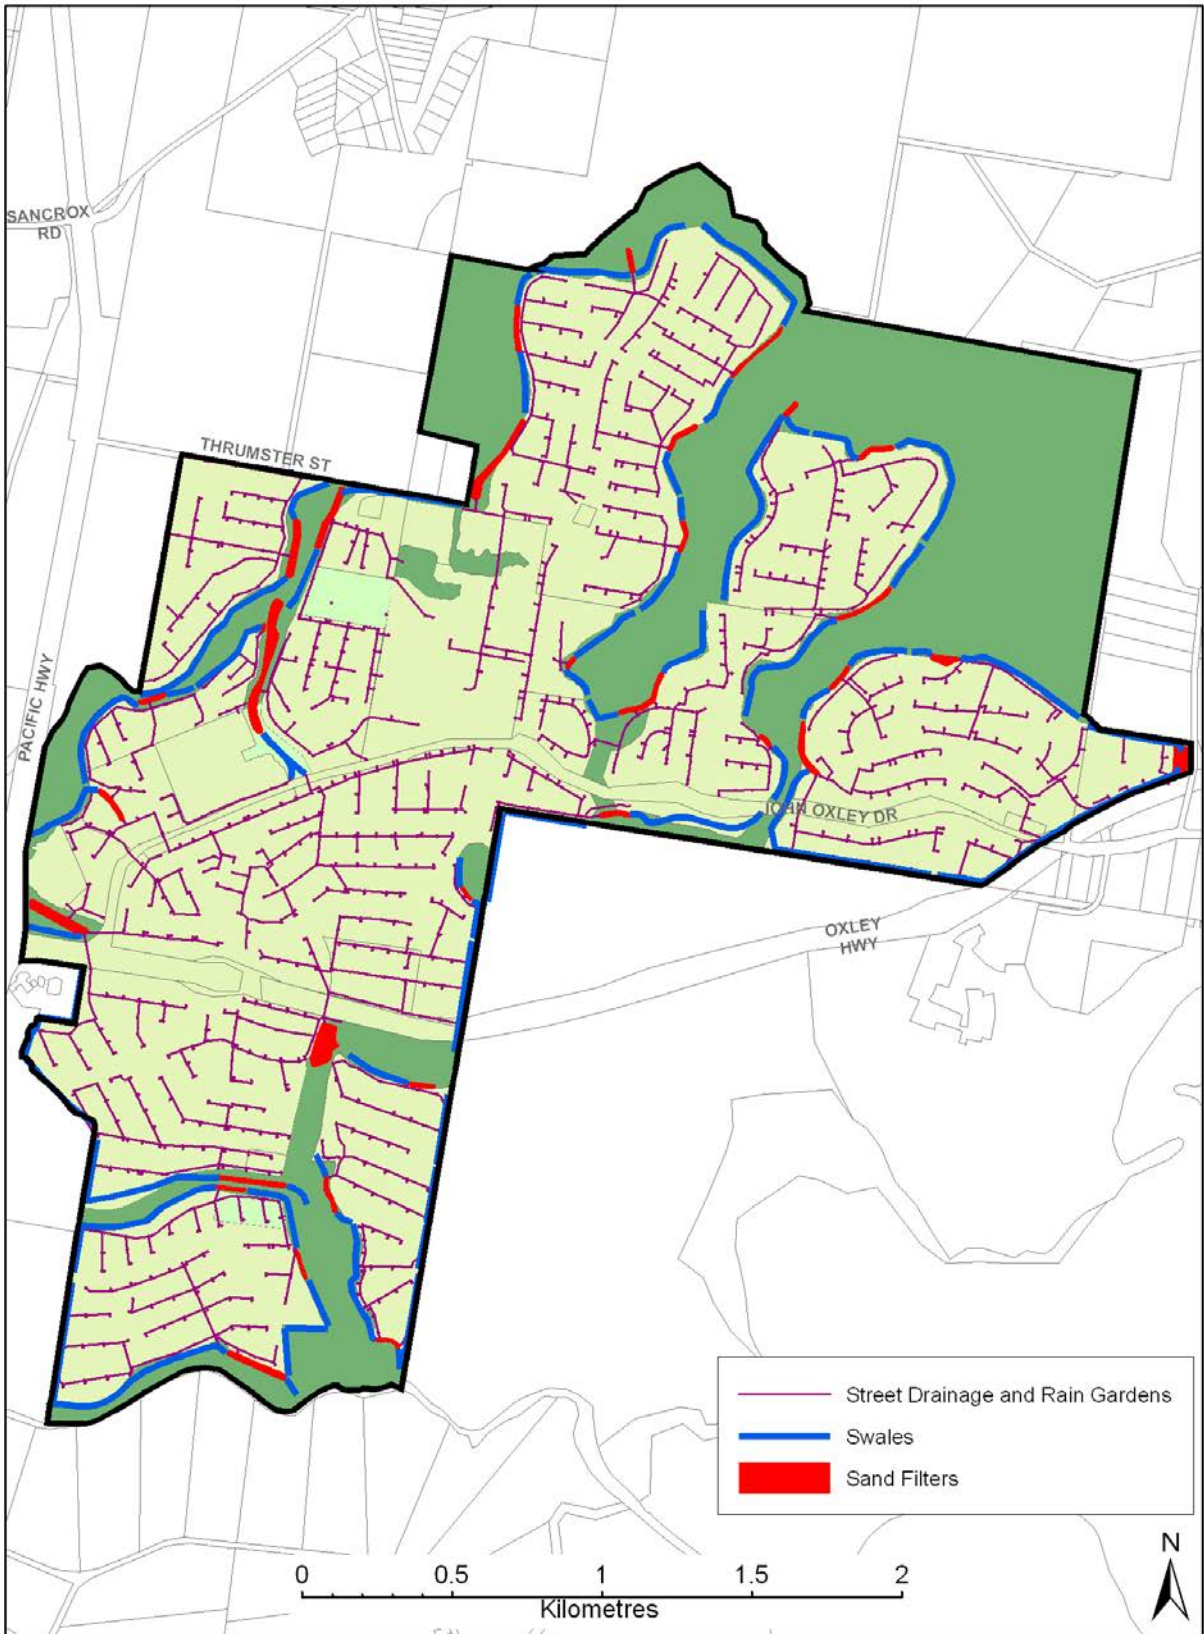 SANCROX
RD
THRUMSTER ST
PACIFIC HWY
JOHN OXLEY DR
OXLEY
HWY
Street Drainage and Rain Gardens
Swales
Sand Filters
N
0 0.5 1 1.5 2
Kilometres